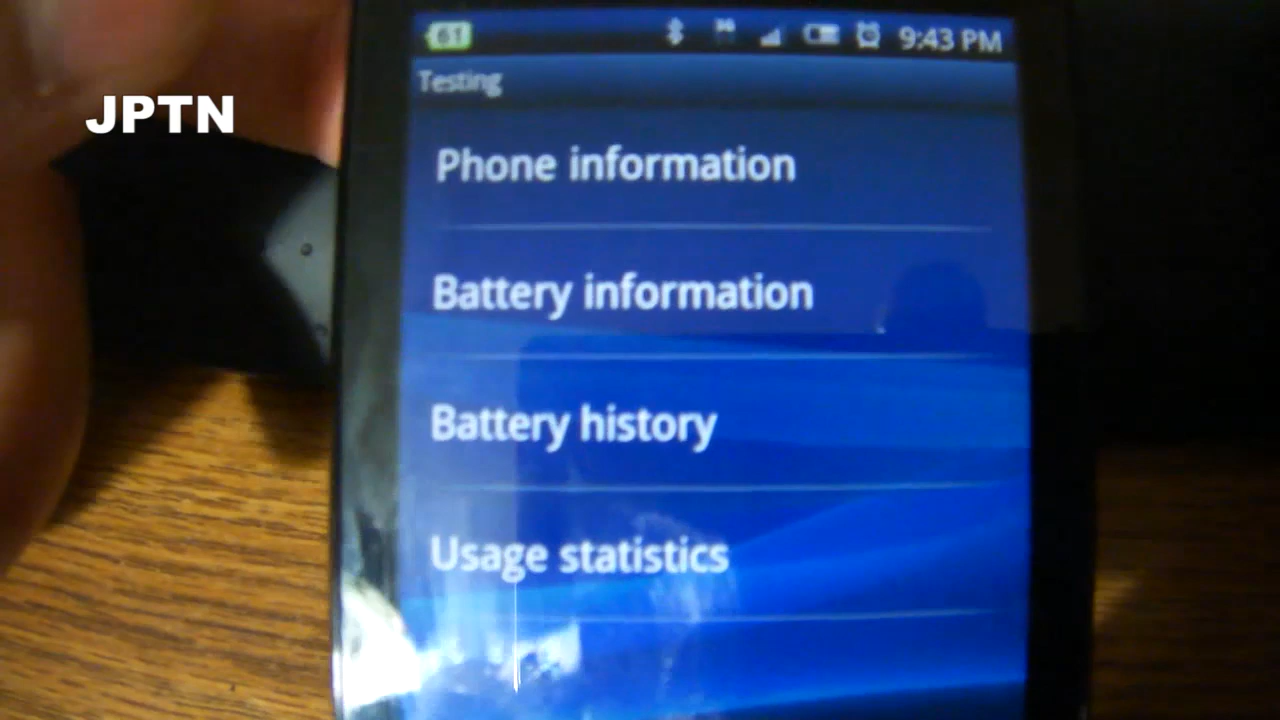 61 9:43 PM
Testing
JPTN
Phone information
Battery information
Battery history
Usage statistics